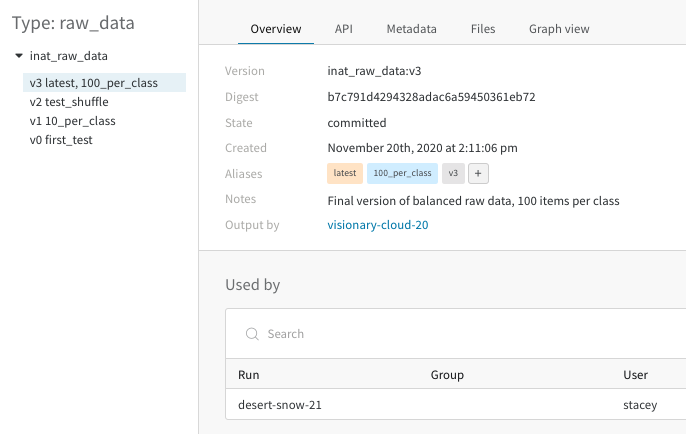 Type: raw_data
inat_raw_data
v3 latest, 100_per_class
v2 test_shuffle
v1 10_per_class
v0 first_test
Overview API Metadata Files Graph view
Version inat_raw_data:v3
Digest b7c791d4294328adac6a59450361eb72
State committed
Created November 20th, 2020 at 2:11:06 pm
Aliases latest 100_per_class v3 +
Notes Final version of balanced raw data, 100 items per class
Output by visionary-cloud-20
Used by
Search
Run Group User
desert-snow-21 stacey